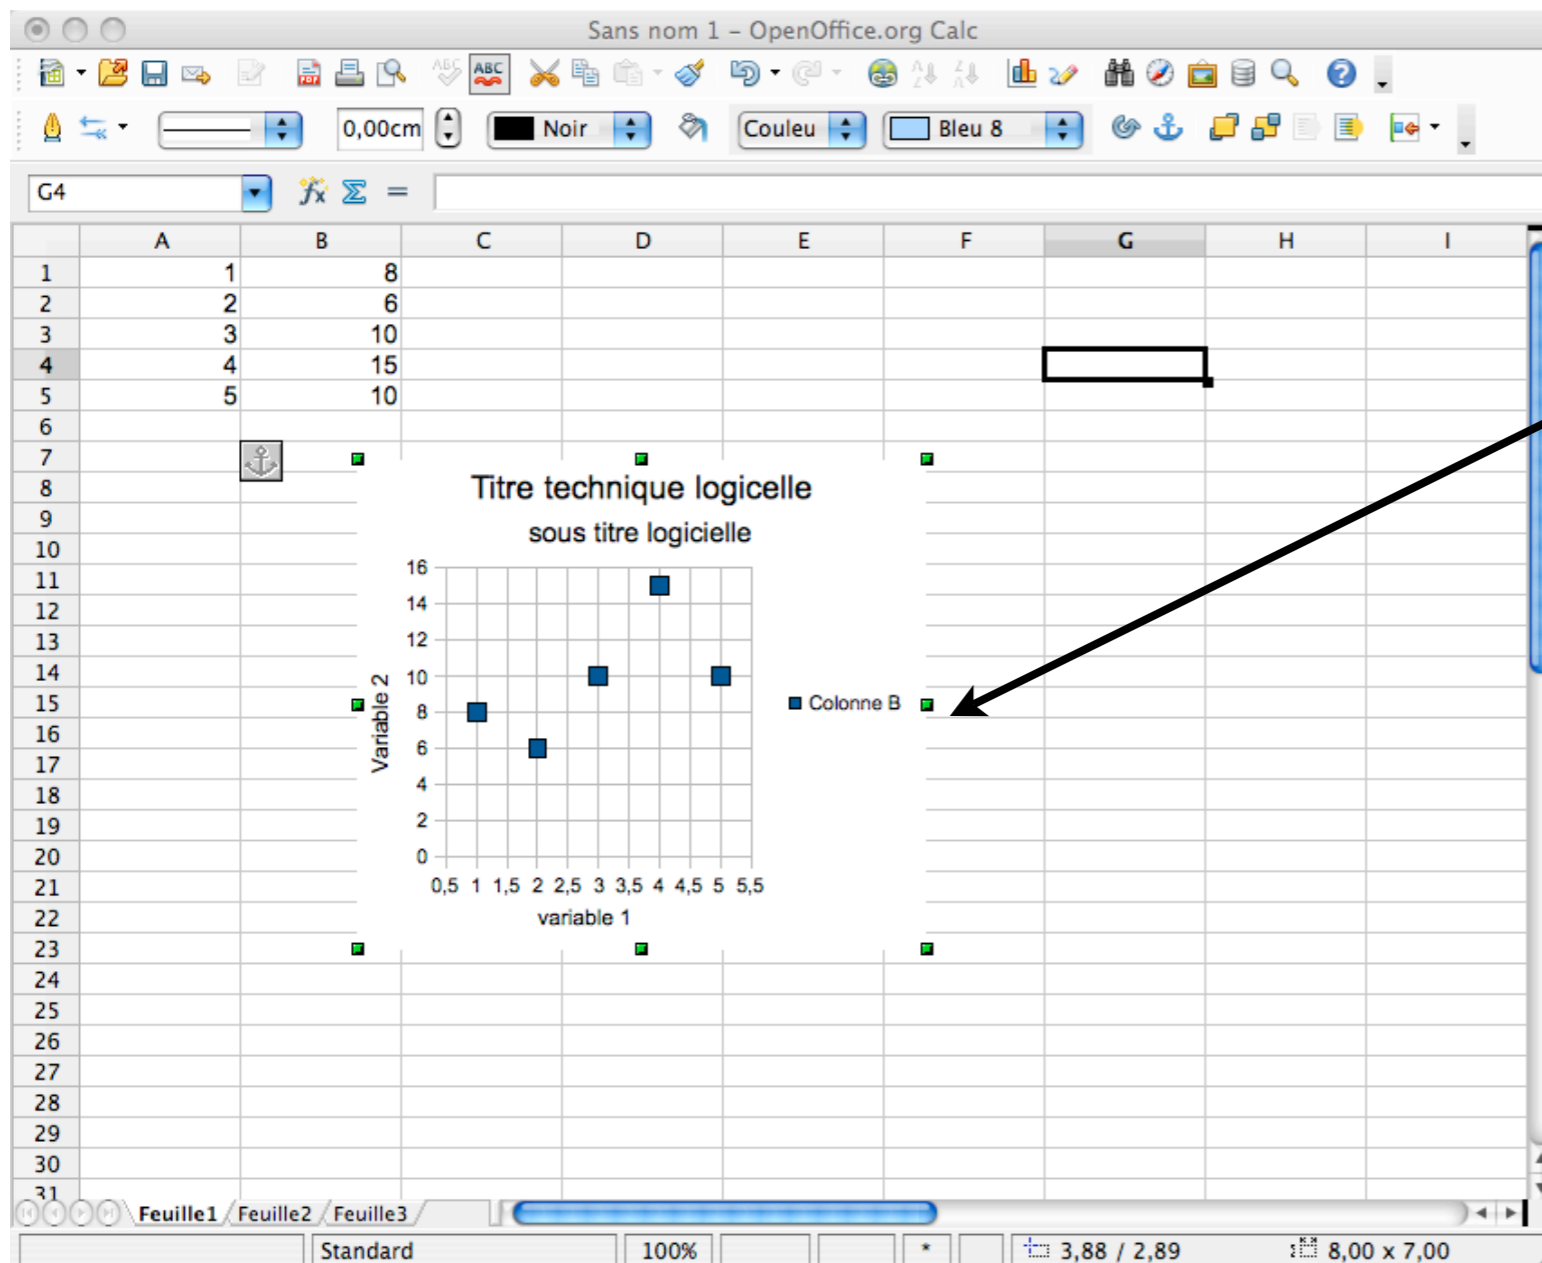 Sans nom 1 – OpenOffice.org Calc
ABC ABC
0,00cm Noir Couleu Bleu 8
G4 fx Σ =
A B C D E F G H I
1 1 8
2 2 6
3 3 10
4 4 15
5 5 10
6
7
8
9
10
11
12
13
14
15
16
17
18
19
20
21
22
23
24
25
26
27
28
29
30
31
Titre technique logicelle
sous titre logicielle
16
14
12
10
8
6
4
2
0
Variable 2
Colonne B
0,5 1 1,5 2 2,5 3 3,5 4 4,5 5 5,5
variable 1
Feuille1 Feuille2 Feuille3
Standard 100% * 3,88 / 2,89 8,00 x 7,00